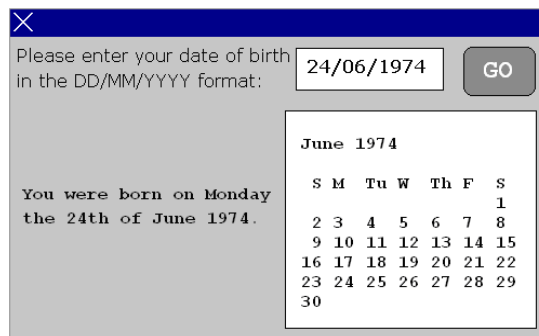 Please enter your date of birth
in the DD/MM/YYYY format:
24/06/1974
GO
You were born on Monday
the 24th of June 1974.
June 1974
S M Tu W Th F S
1
2 3 4 5 6 7 8
9 10 11 12 13 14 15
16 17 18 19 20 21 22
23 24 25 26 27 28 29
30